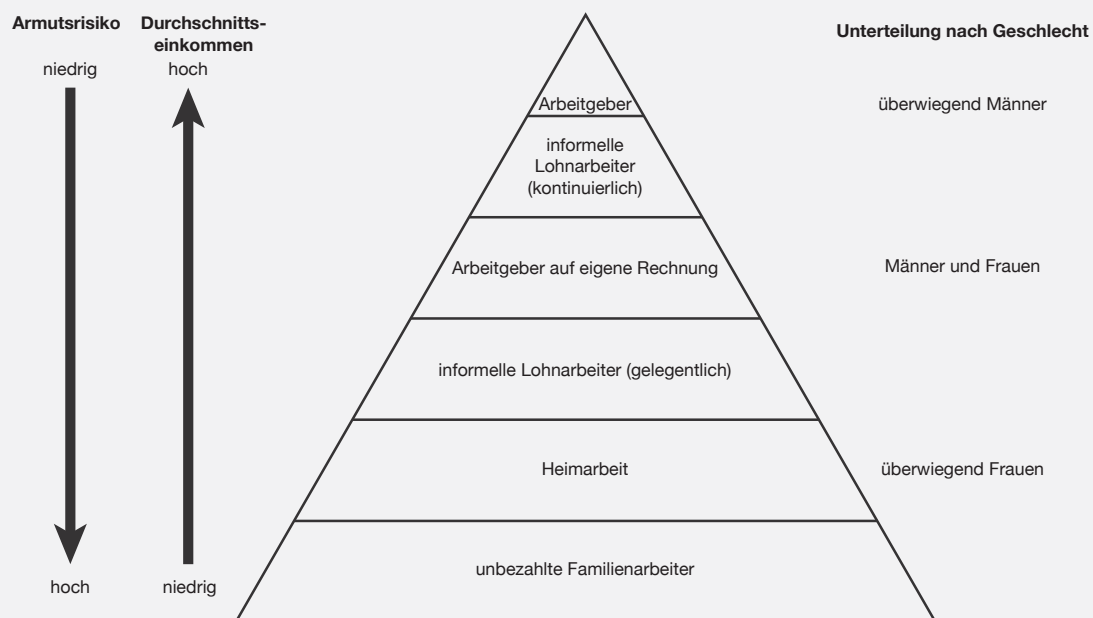 Armutsrisiko
niedrig
hoch
Durchschnitts-
einkommen
hoch
niedrig
Arbeitgeber
informelle
Lohnarbeiter
(kontinuierlich)
Arbeitgeber auf eigene Rechnung
informelle Lohnarbeiter (gelegentlich)
Heimarbeit
unbezahlte Familienarbeiter
Unterteilung nach Geschlecht
überwiegend Männer
Männer und Frauen
überwiegend Frauen